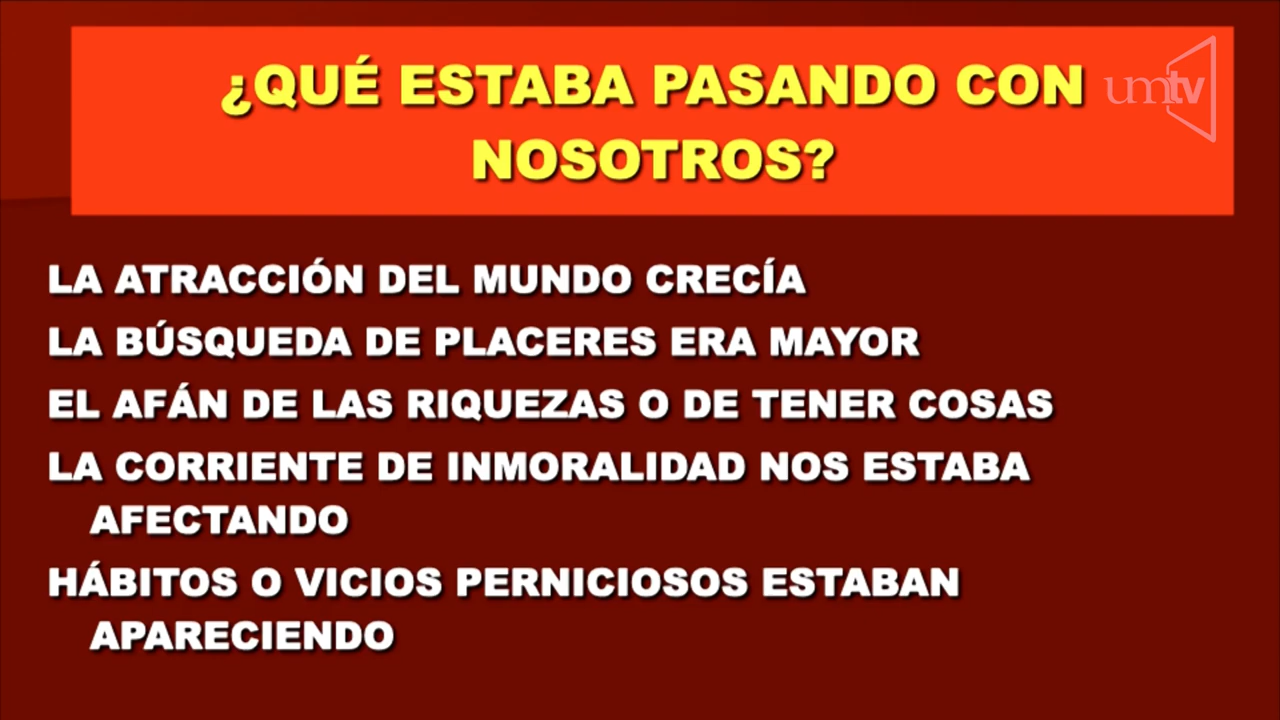 ¿QUÉ ESTABA PASANDO CON
NOSOTROS?
umtv
LA ATRACCIÓN DEL MUNDO CRECÍA
LA BÚSQUEDA DE PLACERES ERA MAYOR
EL AFÁN DE LAS RIQUEZAS O DE TENER COSAS
LA CORRIENTE DE INMORALIDAD NOS ESTABA
AFECTANDO
HÁBITOS O VICIOS PERNICIOSOS ESTABAN
APARECIENDO